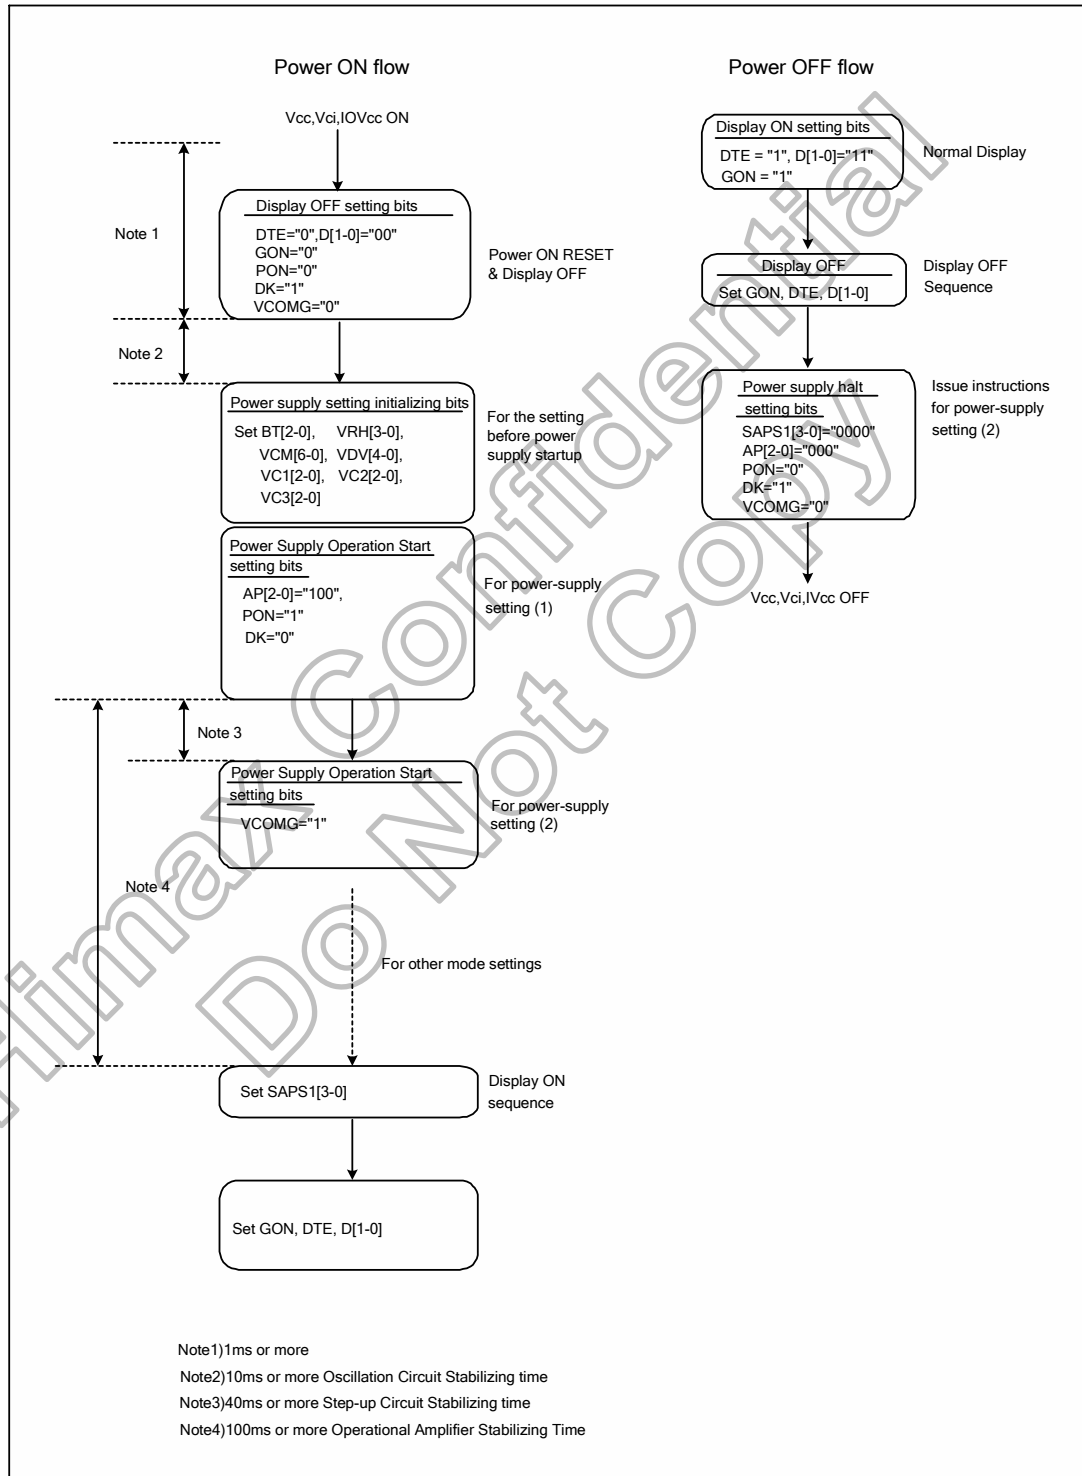 Power ON flow
Vcc,Vci,IOVcc ON
Note 1
Display OFF setting bits
DTE="0",D[1-0]="00"
GON="0"
PON="0"
DK="1"
VCOMG="0"
Power ON RESET
& Display OFF
Note 2
Power supply setting initializing bits
Set BT[2-0], VRH[3-0],
VCM[6-0], VDV[4-0],
VC1[2-0], VC2[2-0],
VC3[2-0]
For the setting
before power
supply startup
Power Supply Operation Start
setting bits
AP[2-0]="100",
PON="1"
DK="0"
For power-supply
setting (1)
Note 3
Power Supply Operation Start
setting bits
VCOMG="1"
For power-supply
setting (2)
Note 4
For other mode settings
Set SAPS1[3-0]
Display ON
sequence
Set GON, DTE, D[1-0]
Power OFF flow
Display ON setting bits
DTE = "1", D[1-0]="11"
GON = "1"
Normal Display
Display OFF
Set GON, DTE, D[1-0]
Display OFF
Sequence
Power supply halt
setting bits
SAPS1[3-0]="0000"
AP[2-0]="000"
PON="0"
DK="1"
VCOMG="0"
Issue instructions
for power-supply
setting (2)
Vcc,Vci,IVcc OFF
Note1)1ms or more
Note2)10ms or more Oscillation Circuit Stabilizing time
Note3)40ms or more Step-up Circuit Stabilizing time
Note4)100ms or more Operational Amplifier Stabilizing Time
Himax Confidential
Do Not Copy